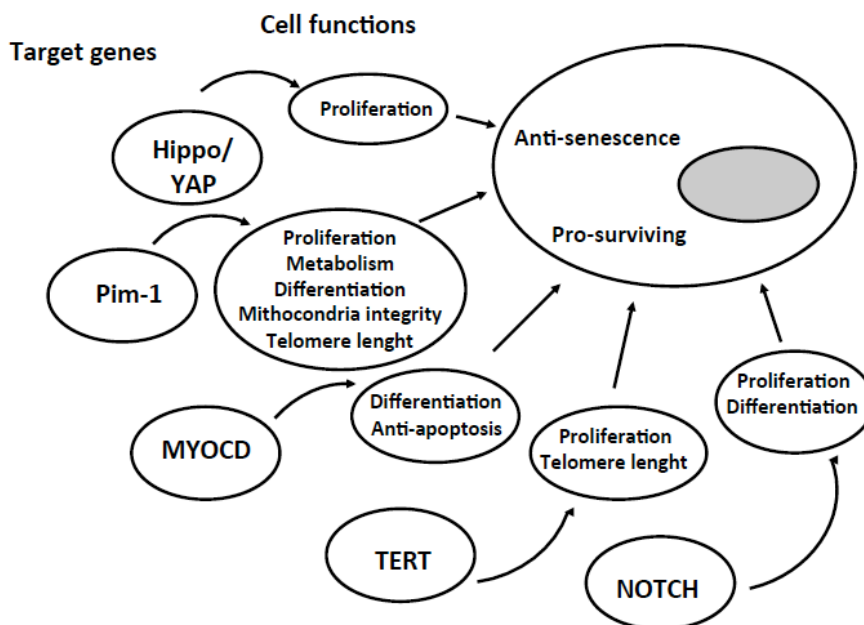 Cell functions
Target genes
Proliferation
Hippo/
YAP
Anti-senescence
Pro-surviving
Pim-1
Proliferation
Metabolism
Differentiation
Mithocondria integrity
Telomere lenght
MYOCD
Differentiation
Anti-apoptosis
Proliferation
Telomere lenght
Proliferation
Differentiation
TERT
NOTCH